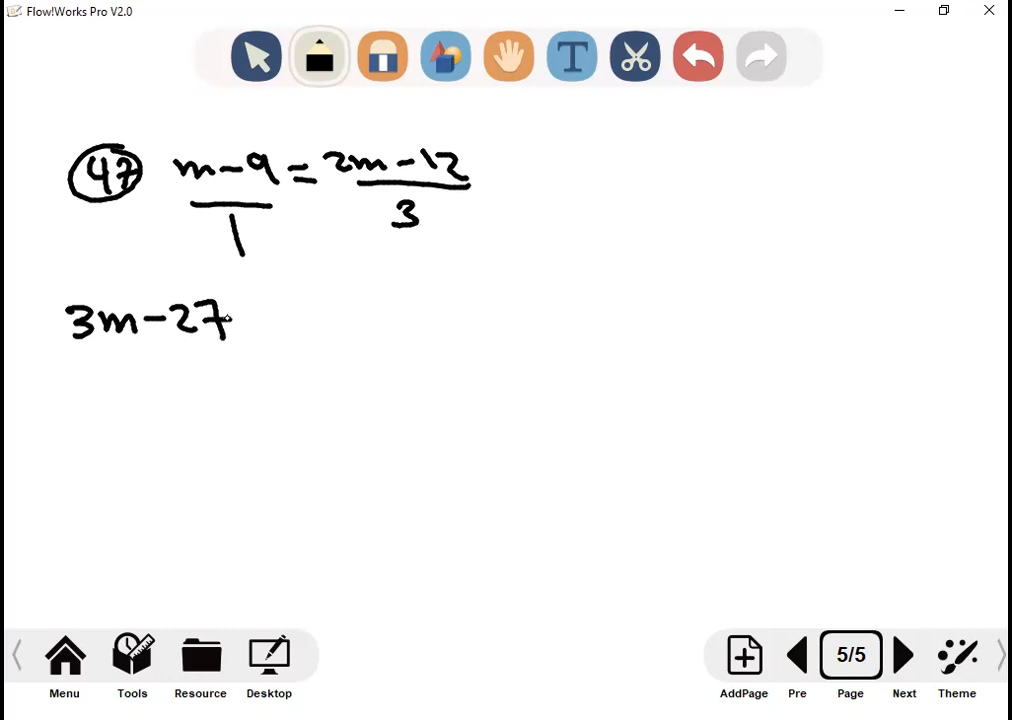 Flow!Works Pro V2.0
47 m-9 = 2m-12
1 3
3m-27
Menu Tools Resource Desktop AddPage Pre 5/5 Page Next Theme